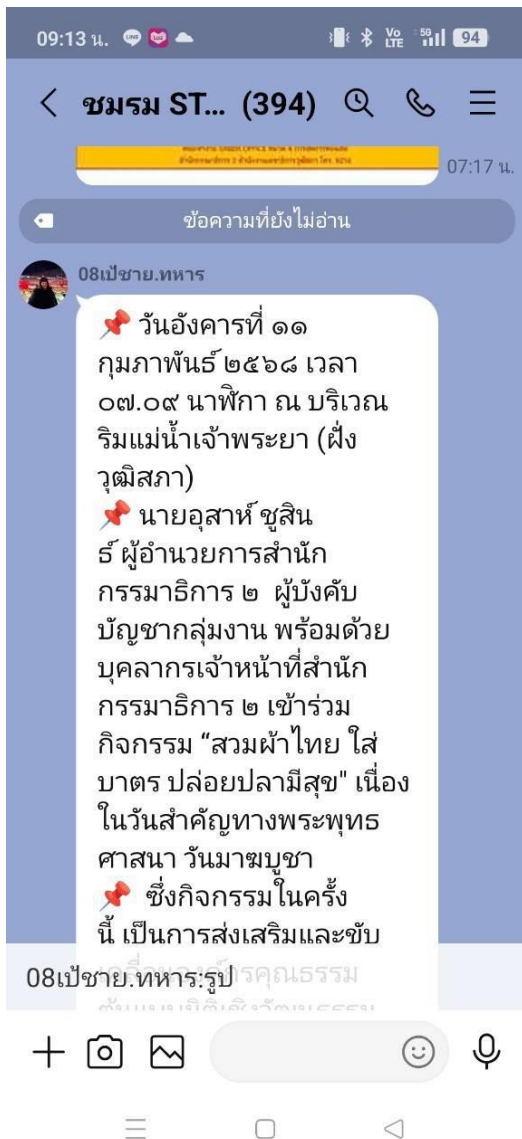 09:13 น.
Vo LTE 5G 94
ชมรม ST... (394)
07:17 น.
ข้อความที่ยังไม่อ่าน
08เป้ชาย.ทหาร
📌 วันอังคารที่ ๑๑
กุมภาพันธ์ ๒๕๖๘ เวลา
๐๗.๐๙ นาฬิกา ณ บริเวณ
ริมแม่น้ำเจ้าพระยา (ฝั่ง
วุฒิสภา)
📌 นายอุสาห์ ชูสิน
ธ์ ผู้อำนวยการสำนัก
กรรมาธิการ ๒ ผู้บังคับ
บัญชากลุ่มงาน พร้อมด้วย
บุคลากรเจ้าหน้าที่สำนัก
กรรมาธิการ ๒ เข้าร่วม
กิจกรรม “สวมผ้าไทย ใส่
บาตร ปล่อยปลามีสุข" เนื่อง
ในวันสำคัญทางพระพุทธ
ศาสนา วันมาฆบูชา
📌 ซึ่งกิจกรรมในครั้ง
นี้ เป็นการส่งเสริมและขับ
08เป้ชาย.ทหาร:รูป